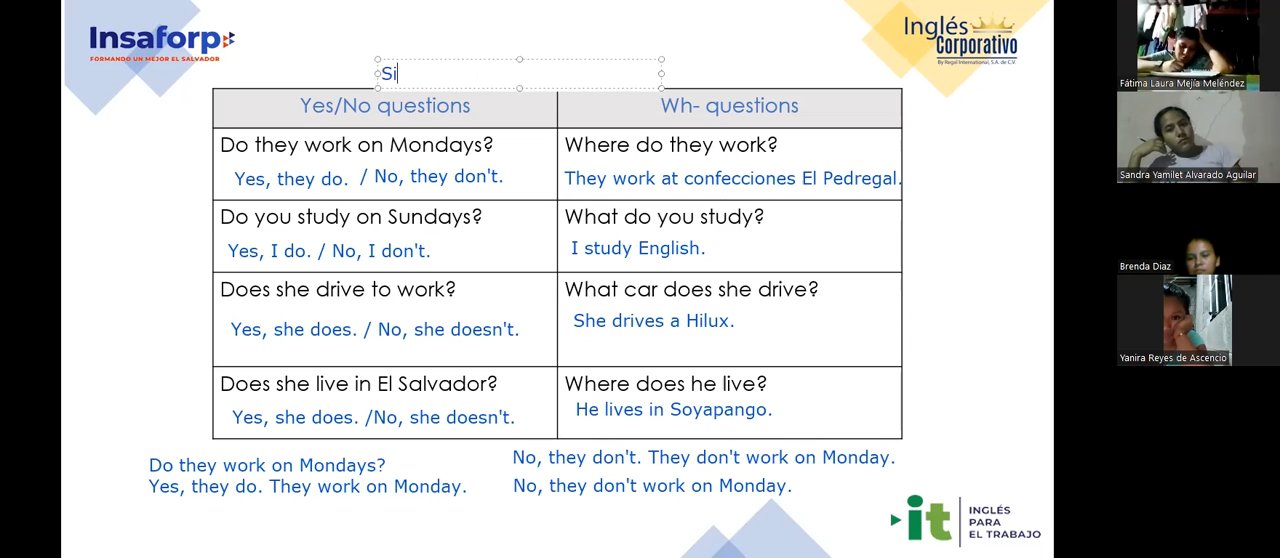 Insaforp
FORMANDO UN MEJOR EL SALVADOR
Inglés
Corporativo
By Regal International, S.A. de C.V.
Si
Yes/No questions
Wh- questions
Do they work on Mondays?
Yes, they do. / No, they don't.
Where do they work?
They work at confecciones El Pedregal.
Do you study on Sundays?
Yes, I do. / No, I don't.
What do you study?
I study English.
Does she drive to work?
Yes, she does. / No, she doesn't.
What car does she drive?
She drives a Hilux.
Does she live in El Salvador?
Yes, she does. /No, she doesn't.
Where does he live?
He lives in Soyapango.
Do they work on Mondays?
Yes, they do. They work on Monday.
No, they don't. They don't work on Monday.
No, they don't work on Monday.
it
INGLÉS
PARA
EL TRABAJO
Fátima Laura Mejía Meléndez
Sandra Yamilet Alvarado Aguilar
Brenda Diaz
Yanira Reyes de Ascencio